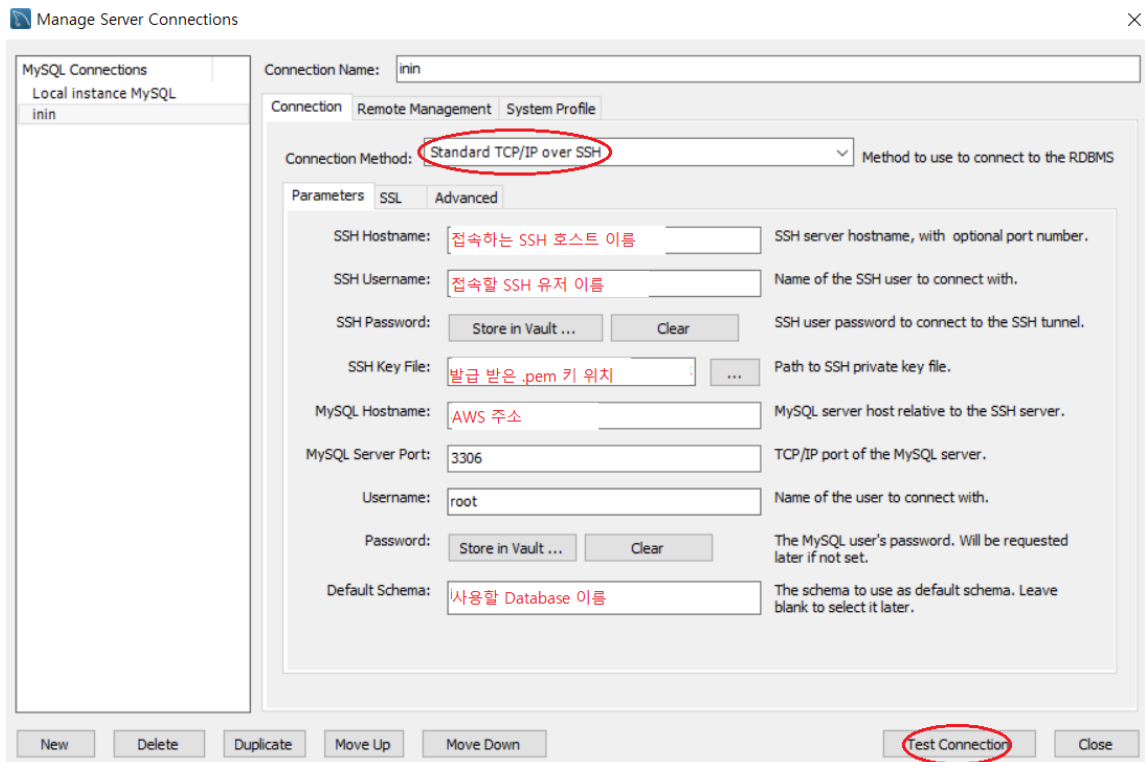 Manage Server Connections
MySQL Connections
Local instance MySQL
inin
Connection Name: inin
Connection Remote Management System Profile
Connection Method: Standard TCP/IP over SSH Method to use to connect to the RDBMS
Parameters SSL Advanced
SSH Hostname: 접속하는 SSH 호스트 이름 SSH server hostname, with optional port number.
SSH Username: 접속할 SSH 유저 이름 Name of the SSH user to connect with.
SSH Password: Store in Vault ... Clear SSH user password to connect to the SSH tunnel.
SSH Key File: 발급 받은 .pem 키 위치 ... Path to SSH private key file.
MySQL Hostname: AWS 주소 MySQL server host relative to the SSH server.
MySQL Server Port: 3306 TCP/IP port of the MySQL server.
Username: root Name of the user to connect with.
Password: Store in Vault ... Clear The MySQL user's password. Will be requested
later if not set.
Default Schema: 사용할 Database 이름 The schema to use as default schema. Leave
blank to select it later.
New Delete Duplicate Move Up Move Down Test Connection Close